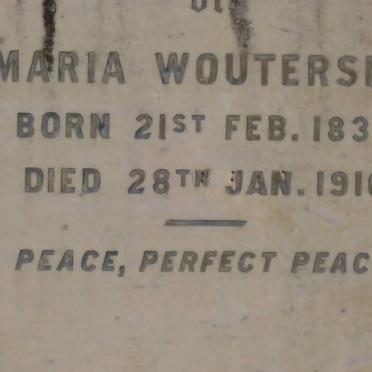 MARIA WOUTERS
BORN 21ST FEB. 183
DIED 28TH JAN. 191
PEACE, PERFECT PEAC